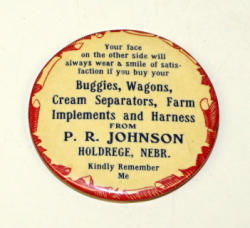 Your face
on the other side will
always wear a smile of satis-
faction if you buy your
Buggies, Wagons,
Cream Separators, Farm
Implements and Harness
FROM
P. R. JOHNSON
HOLDREGE, NEBR.
Kindly Remember
Me